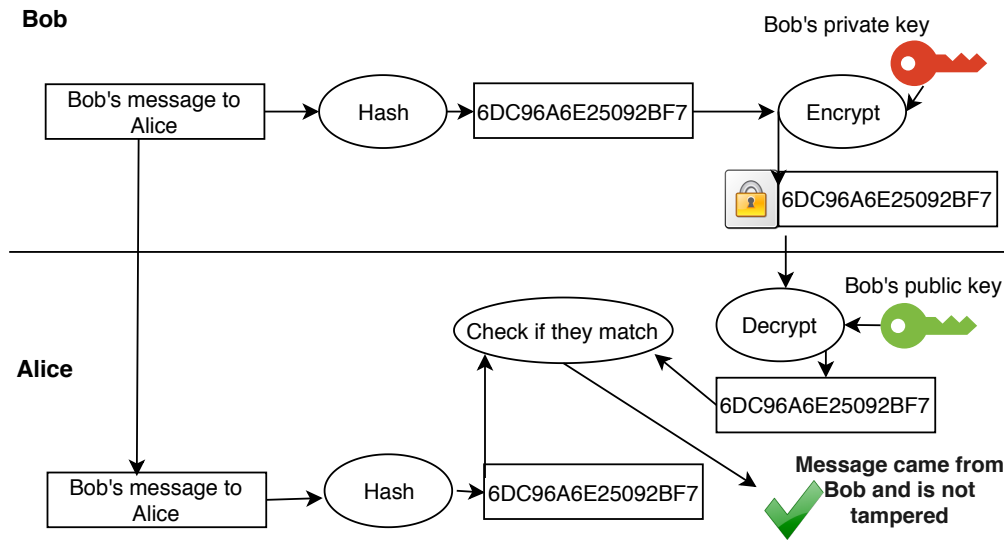 Bob
Bob's private key
Bob's message to
Alice
Hash
6DC96A6E25092BF7
Encrypt
6DC96A6E25092BF7
Bob's public key
Check if they match
Decrypt
Alice
6DC96A6E25092BF7
Message came from
Bob and is not
tampered
Bob's message to
Alice
Hash
6DC96A6E25092BF7